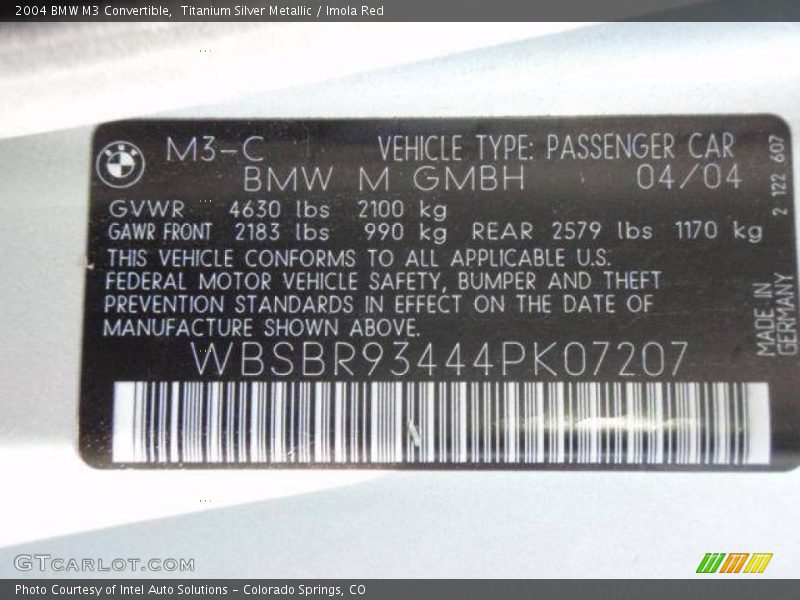 2004 BMW M3 Convertible, Titanium Silver Metallic / Imola Red
M3-C VEHICLE TYPE: PASSENGER CAR
BMW M GMBH 04/04
GVWR 4630 lbs 2100 kg
GAWR FRONT 2183 lbs 990 kg REAR 2579 lbs 1170 kg
THIS VEHICLE CONFORMS TO ALL APPLICABLE U.S.
FEDERAL MOTOR VEHICLE SAFETY, BUMPER AND THEFT
PREVENTION STANDARDS IN EFFECT ON THE DATE OF
MANUFACTURE SHOWN ABOVE.
WBSBR93444PK07207
2 122 607
MADE IN
GERMANY
GTCARLOT.COM
Photo Courtesy of Intel Auto Solutions - Colorado Springs, CO